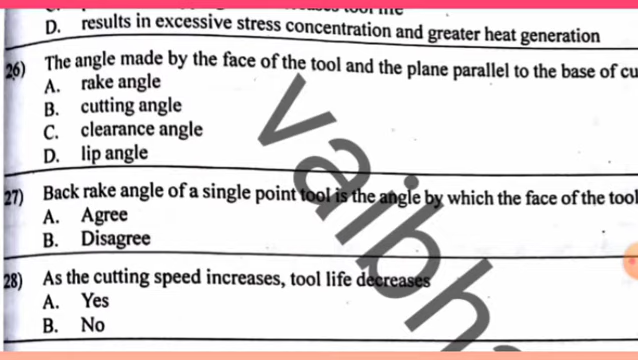 D. results in excessive stress concentration and greater heat generation
26) The angle made by the face of the tool and the plane parallel to the base of cu
A. rake angle
B. cutting angle
C. clearance angle
D. lip angle
27) Back rake angle of a single point tool is the angle by which the face of the tool
A. Agree
B. Disagree
28) As the cutting speed increases, tool life decreases
A. Yes
B. No
vaibh